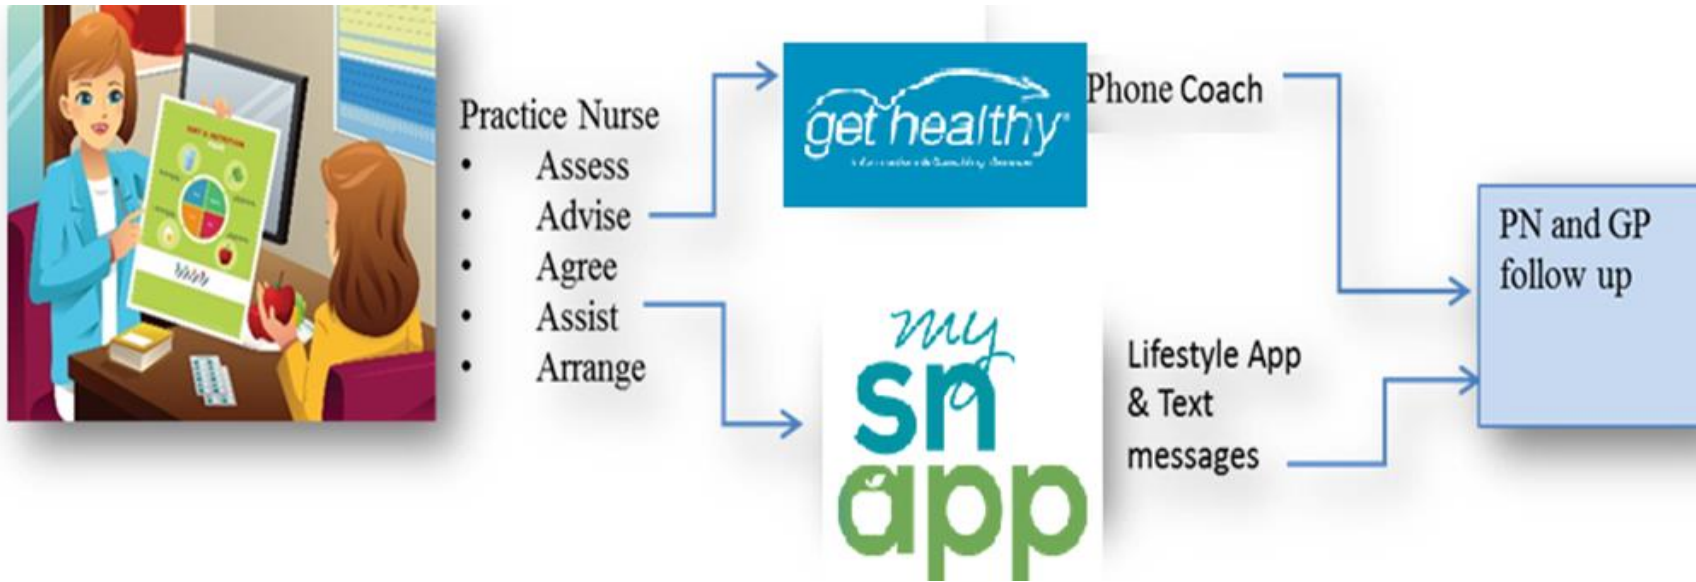 Practice Nurse
• Assess
• Advise
• Agree
• Assist
• Arrange
get healthy®
Phone Coach
my
sn
app
Lifestyle App
& Text
messages
PN and GP
follow up